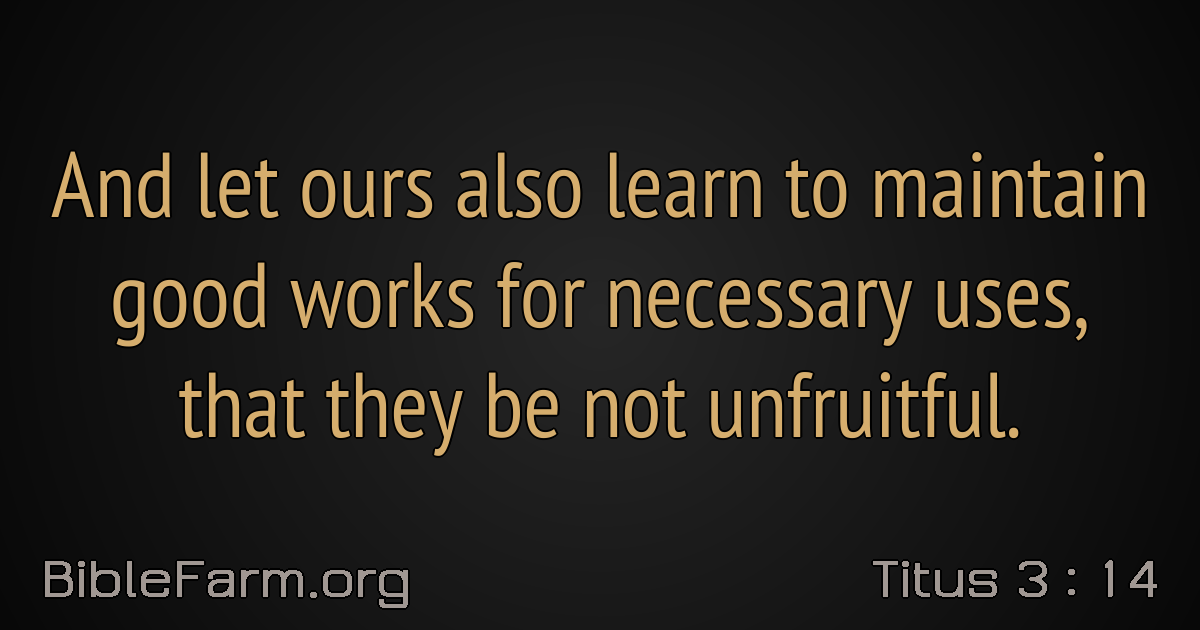 And let ours also learn to maintain
good works for necessary uses,
that they be not unfruitful.
BibleFarm.org
Titus 3 : 14